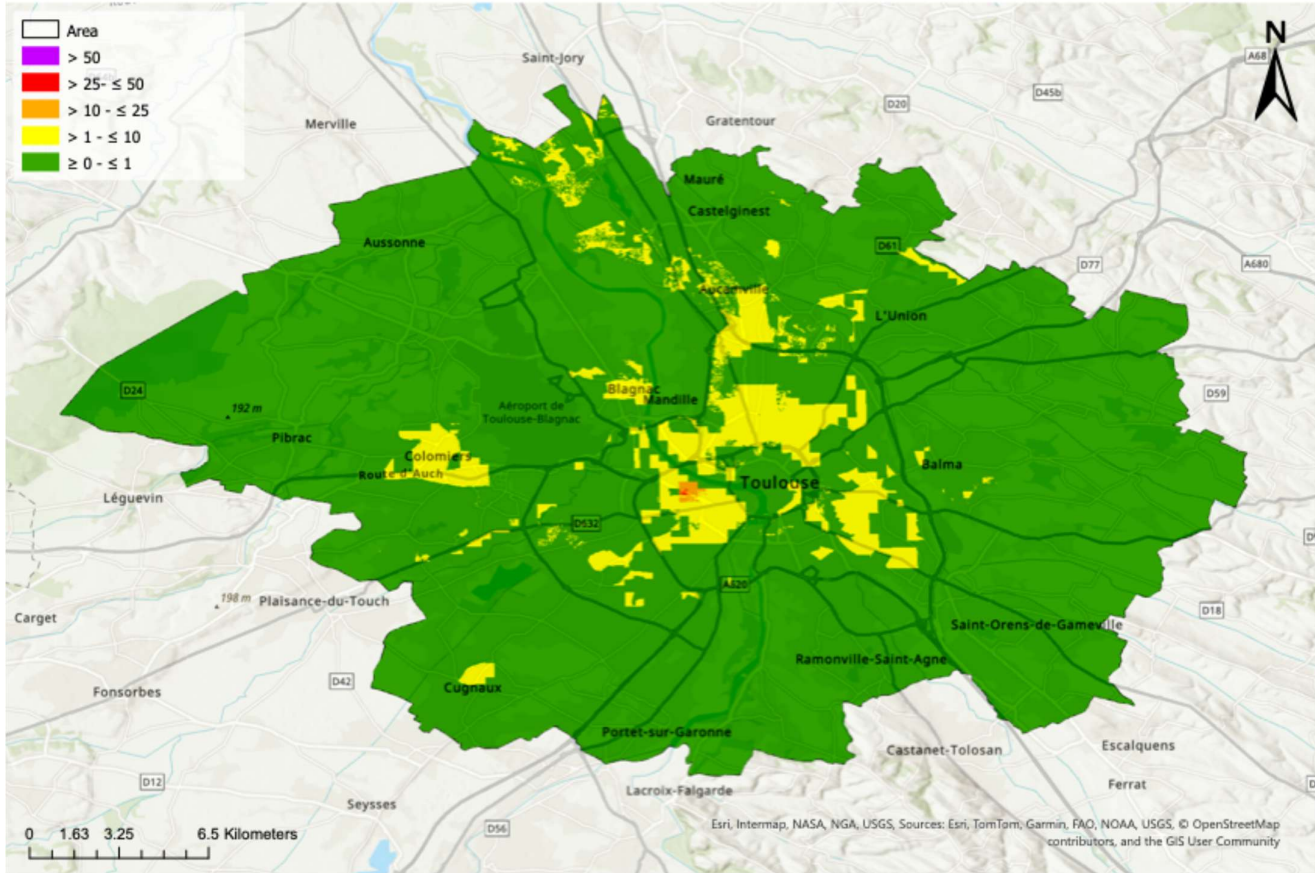 Area
> 50
> 25- ≤ 50
> 10 - ≤ 25
> 1 - ≤ 10
≥ 0 - ≤ 1
N
A68
Saint-Jory
D45b
D20
Merville
Gratentour
Mauré
Castelginest
Aussonne
D61
D77
A680
L'Union
D24
192 m
Blagnac
Mandille
D59
Aéroport de
Toulouse-Blagnac
Pibrac
Colomiers
Route d'Auch
Balma
Léguevin
Toulouse
D532
A620
198 m
Plaisance-du-Touch
Carget
D18
Saint-Orens-de-Gameville
Ramonville-Saint-Agne
D42
Fonsorbes
Cugnaux
Portet-sur-Garonne
Castanet-Tolosan
Escalquens
D12
Ferrat
Lacroix-Falgarde
Seysses
D56
0 1.63 3.25 6.5 Kilometers
Esri, Intermap, NASA, NGA, USGS, Sources: Esri, TomTom, Garmin, FAO, NOAA, USGS, © OpenStreetMap
contributors, and the GIS User Community